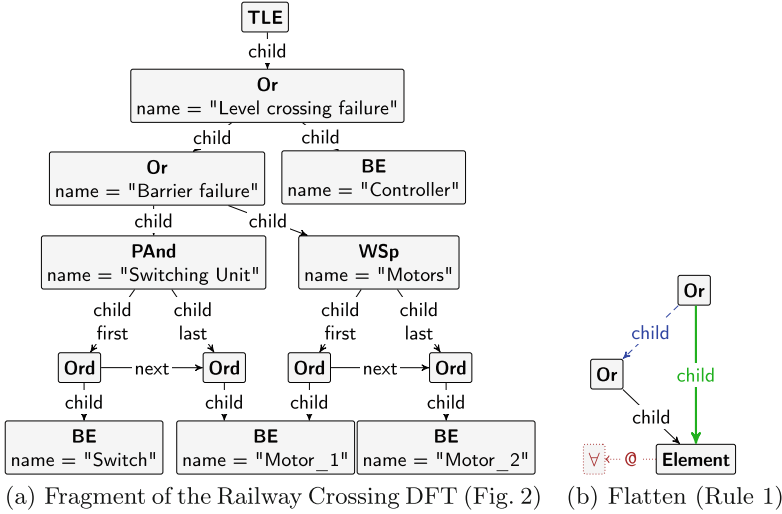 TLE
child
Or
name = "Level crossing failure"
child child
Or
name = "Barrier failure"
BE
name = "Controller"
child child
PAnd
name = "Switching Unit"
WSp
name = "Motors"
child
first
child
last
child
first
child
last
Ord next Ord Ord next Ord
child child child child
BE
name = "Switch"
BE
name = "Motor_1"
BE
name = "Motor_2"
(a) Fragment of the Railway Crossing DFT (Fig. 2)
Or
child
Or
child
child
∀ @ Element
(b) Flatten (Rule 1)